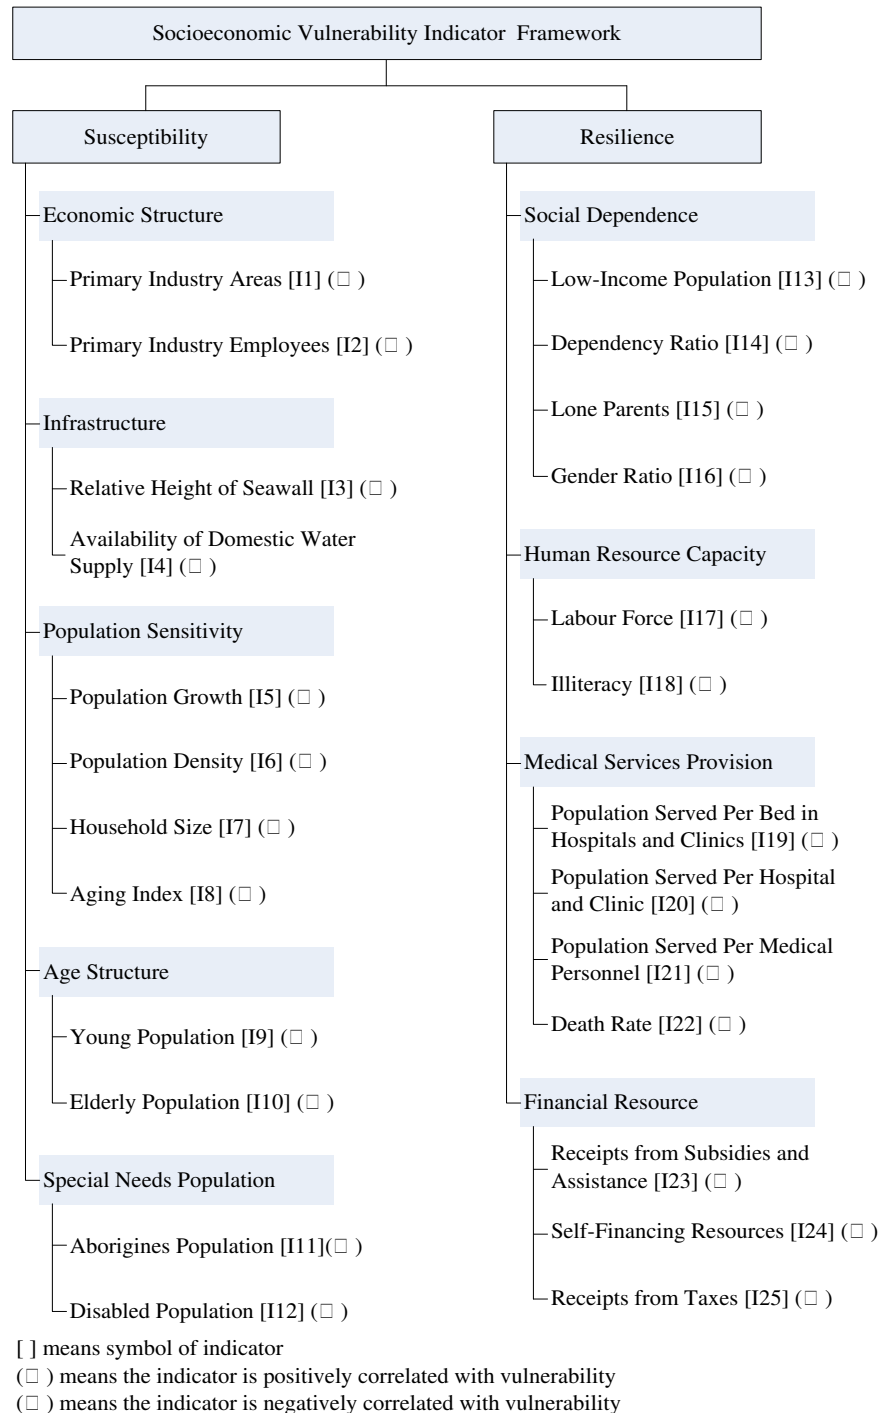 Socioeconomic Vulnerability Indicator Framework
Susceptibility
Economic Structure
Primary Industry Areas [I1] (□ )
Primary Industry Employees [I2] (□ )
Infrastructure
Relative Height of Seawall [I3] (□ )
Availability of Domestic Water
Supply [I4] (□ )
Population Sensitivity
Population Growth [I5] (□ )
Population Density [I6] (□ )
Household Size [I7] (□ )
Aging Index [I8] (□ )
Age Structure
Young Population [I9] (□ )
Elderly Population [I10] (□ )
Special Needs Population
Aborigines Population [I11](□ )
Disabled Population [I12] (□ )
Resilience
Social Dependence
Low-Income Population [I13] (□ )
Dependency Ratio [I14] (□ )
Lone Parents [I15] (□ )
Gender Ratio [I16] (□ )
Human Resource Capacity
Labour Force [I17] (□ )
Illiteracy [I18] (□ )
Medical Services Provision
Population Served Per Bed in
Hospitals and Clinics [I19] (□ )
Population Served Per Hospital
and Clinic [I20] (□ )
Population Served Per Medical
Personnel [I21] (□ )
Death Rate [I22] (□ )
Financial Resource
Receipts from Subsidies and
Assistance [I23] (□ )
Self-Financing Resources [I24] (□ )
Receipts from Taxes [I25] (□ )
[ ] means symbol of indicator
(□ ) means the indicator is positively correlated with vulnerability
(□ ) means the indicator is negatively correlated with vulnerability